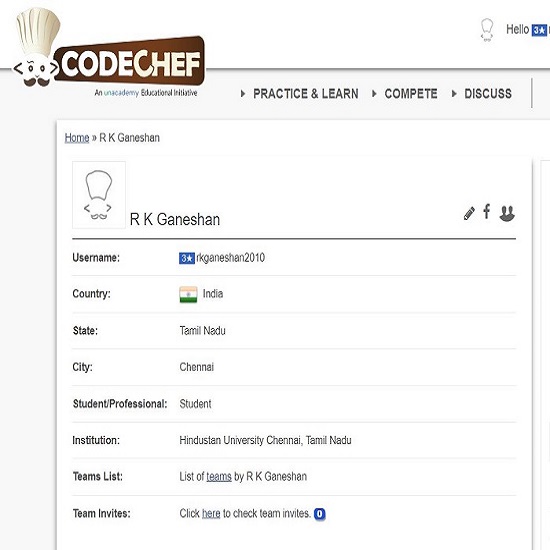 CODECHEF
An unacademy Educational Initiative
Hello 3★
PRACTICE & LEARN COMPETE DISCUSS
Home » R K Ganeshan
R K Ganeshan
Username: 3★ rkganeshan2010
Country: India
State: Tamil Nadu
City: Chennai
Student/Professional: Student
Institution: Hindustan University Chennai, Tamil Nadu
Teams List: List of teams by R K Ganeshan
Team Invites: Click here to check team invites. 0